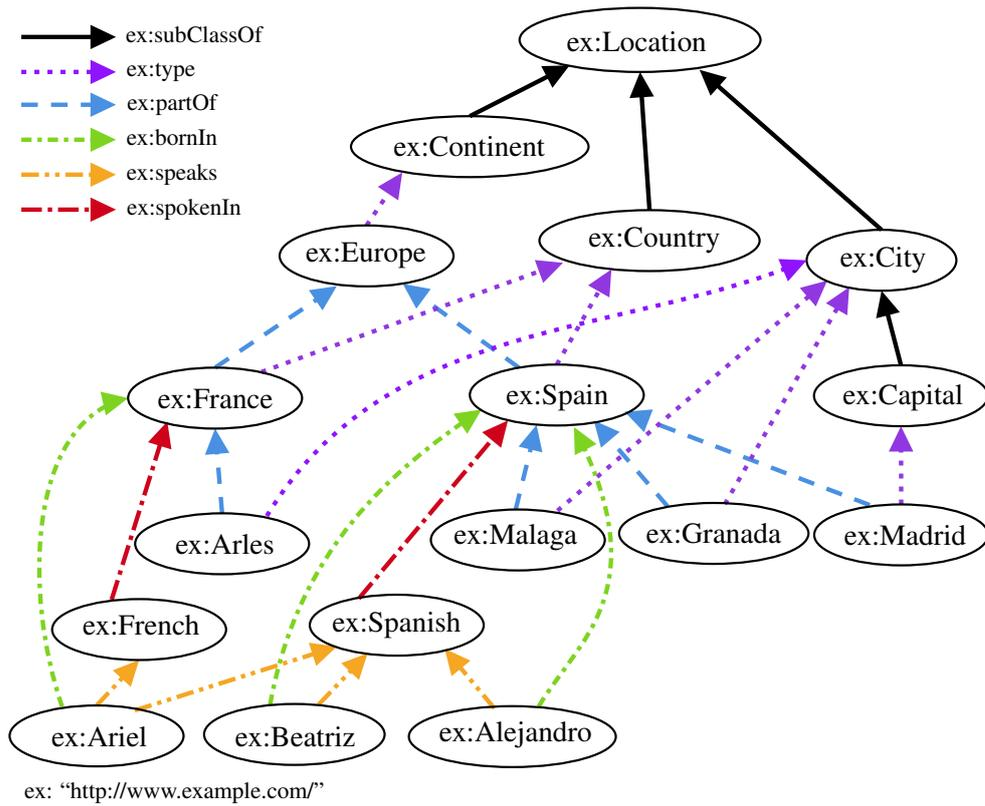 ex:subClassOf
ex:type
ex:partOf
ex:bornIn
ex:speaks
ex:spokenIn
ex:Location
ex:Continent
ex:Country
ex:Europe
ex:City
ex:France
ex:Spain
ex:Capital
ex:Arles
ex:Malaga
ex:Granada
ex:Madrid
ex:French
ex:Spanish
ex:Ariel
ex:Beatriz
ex:Alejandro
ex: “http://www.example.com/”